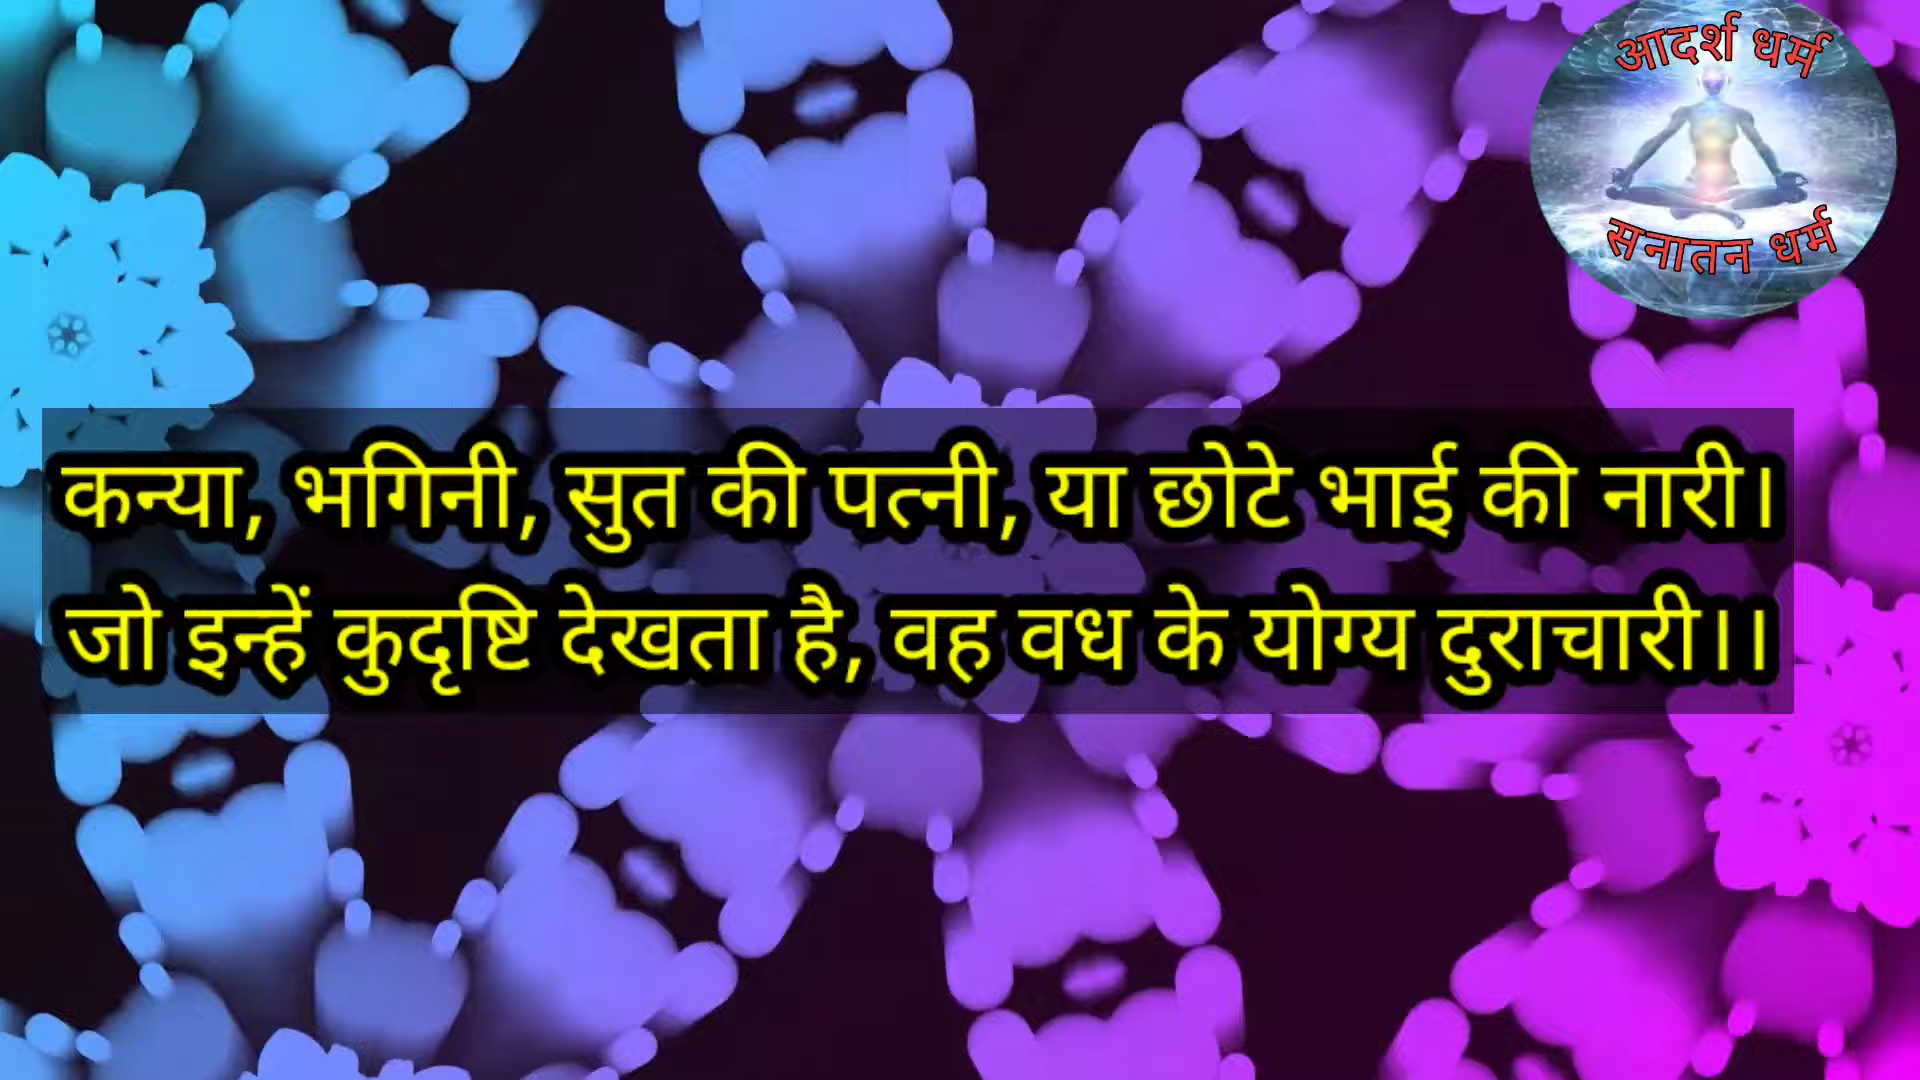 आदर्श धर्म
सनातन धर्म
कन्या, भगिनी, सुत की पत्नी, या छोटे भाई की नारी।
जो इन्हें कुदृष्टि देखता है, वह वध के योग्य दुराचारी।।